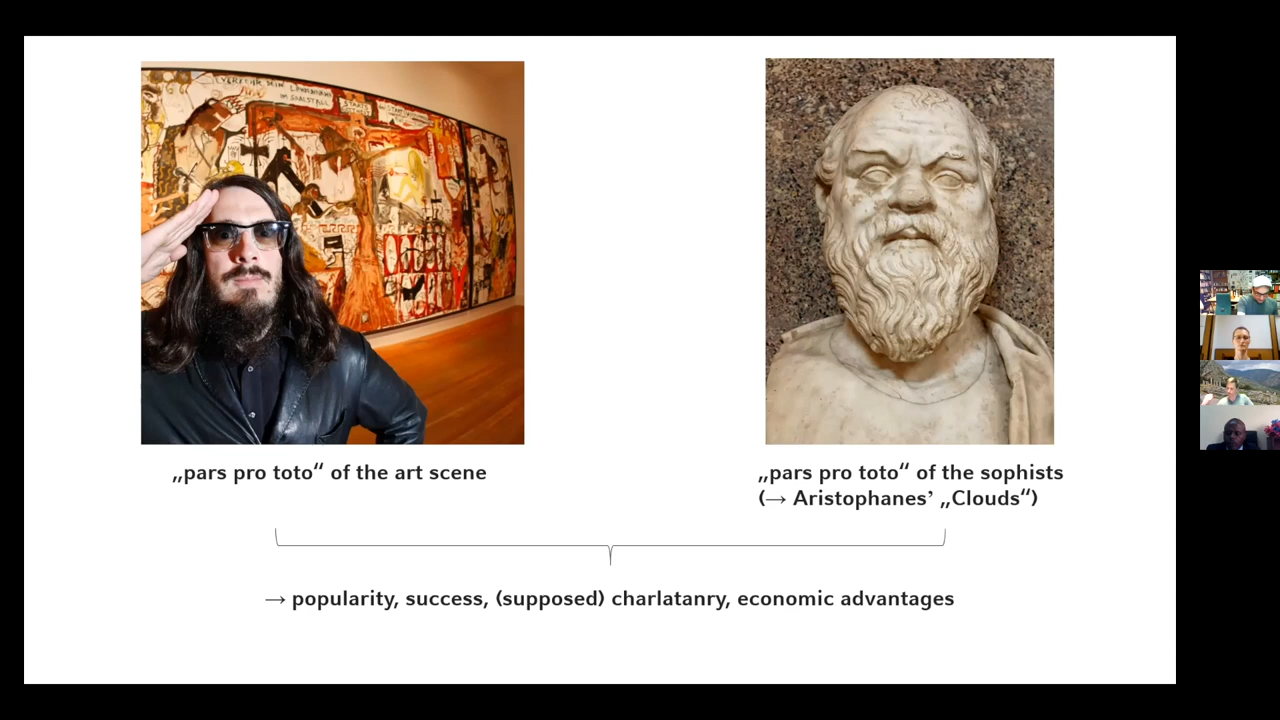 „pars pro toto“ of the art scene
„pars pro toto“ of the sophists
(→ Aristophanes’ „Clouds“)
→ popularity, success, (supposed) charlatanry, economic advantages